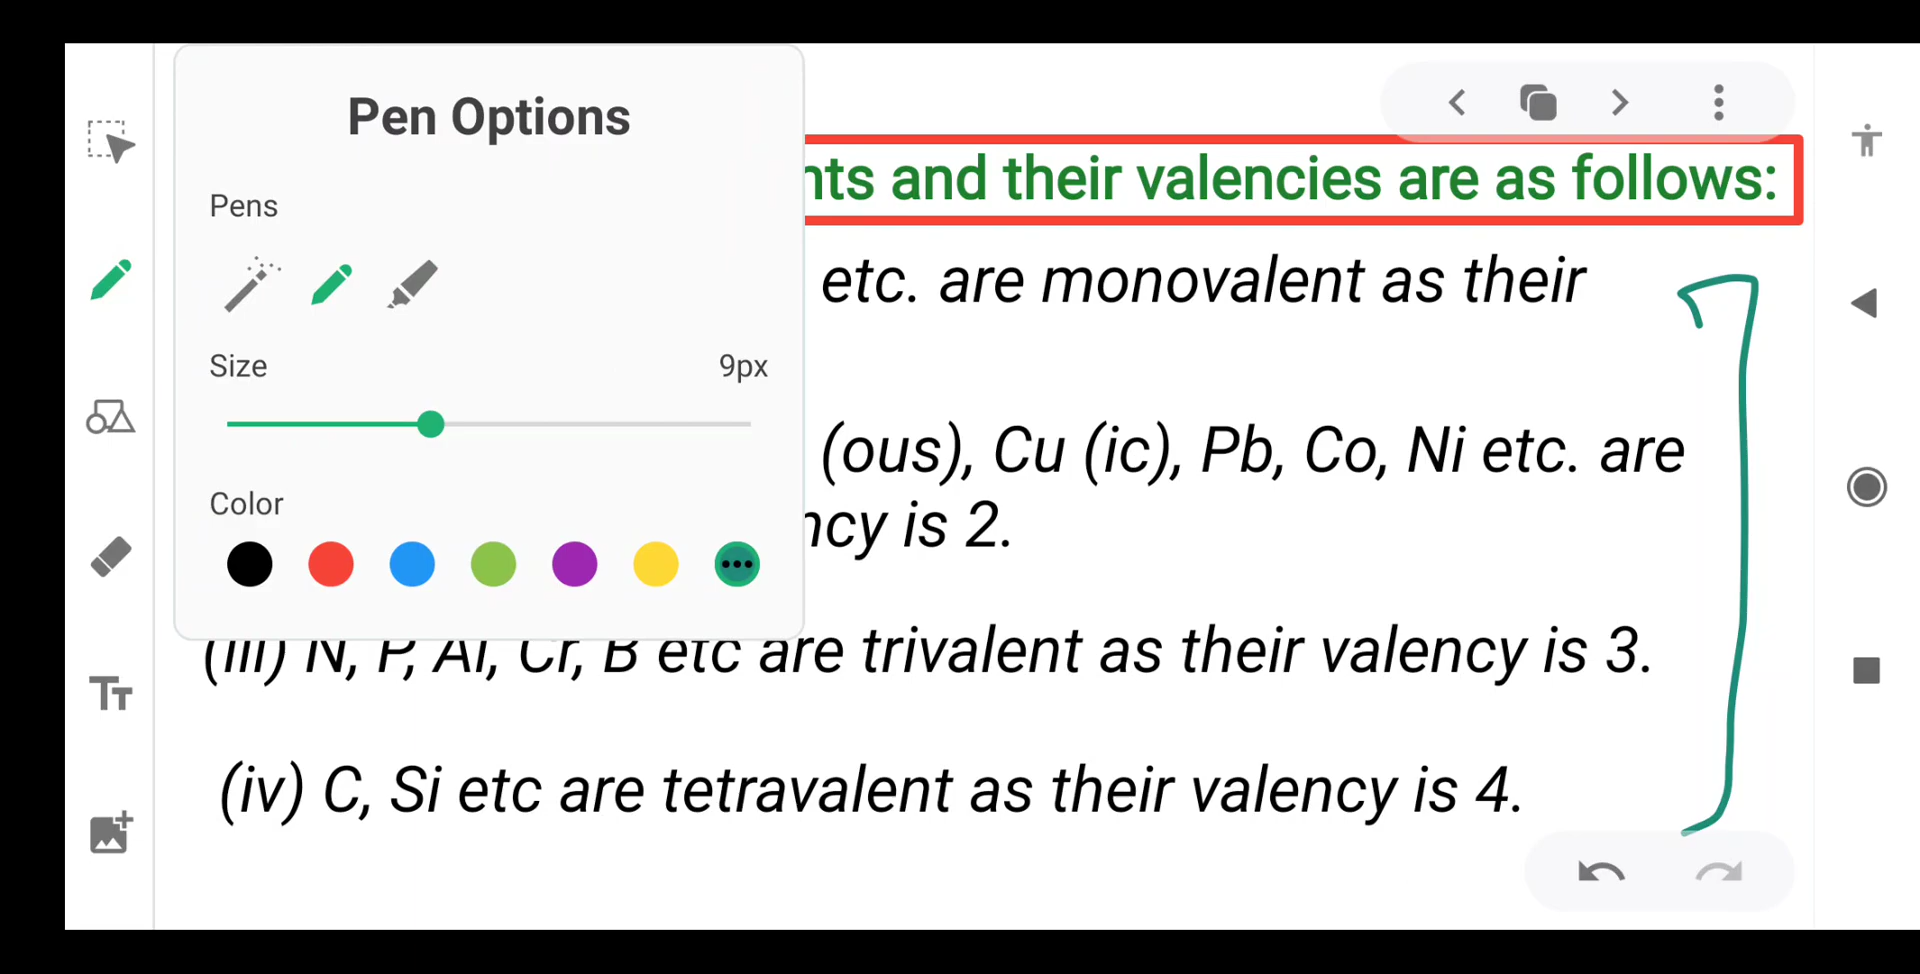 Pen Options
Pens
Size 9px
Color
and their valencies are as follows:
etc. are monovalent as their
(ous), Cu (ic), Pb, Co, Ni etc. are
is 2.
(iii) N, P, Al, Cr, B etc are trivalent as their valency is 3.
(iv) C, Si etc are tetravalent as their valency is 4.
TT